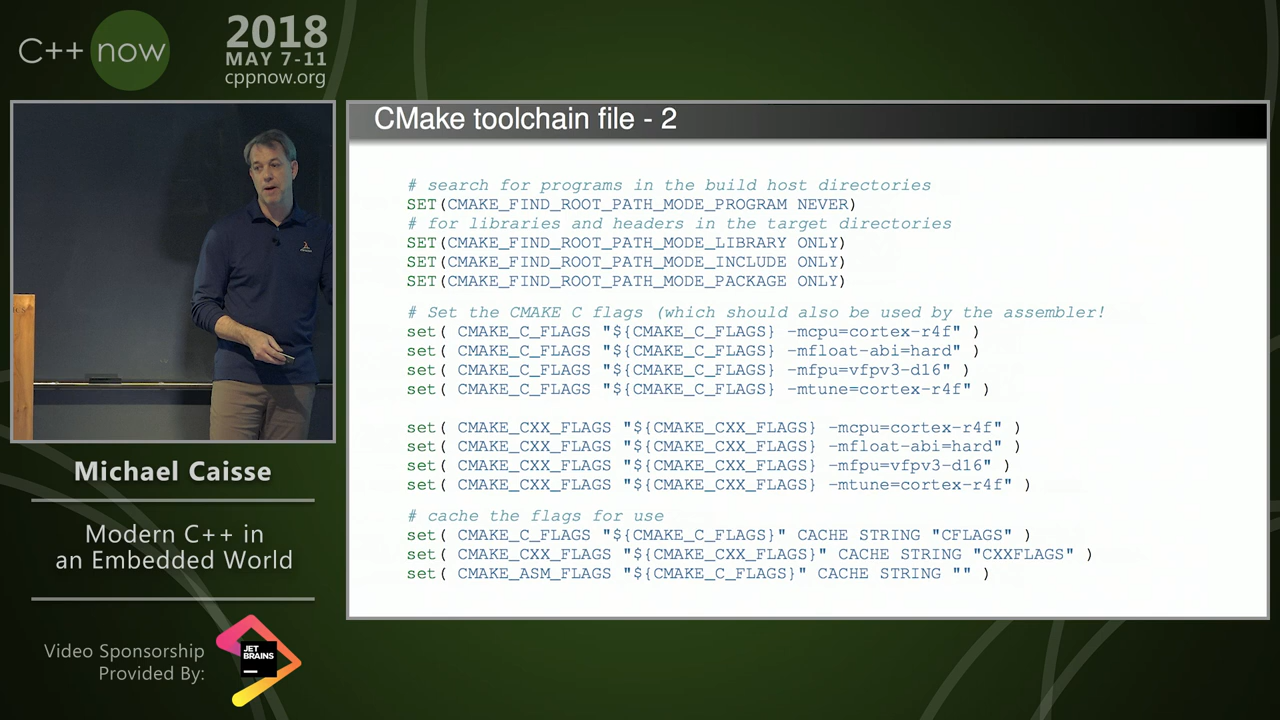 C++ now
2018
MAY 7-11
cppnow.org
CMake toolchain file - 2
# search for programs in the build host directories
SET(CMAKE_FIND_ROOT_PATH_MODE_PROGRAM NEVER)
# for libraries and headers in the target directories
SET(CMAKE_FIND_ROOT_PATH_MODE_LIBRARY ONLY)
SET(CMAKE_FIND_ROOT_PATH_MODE_INCLUDE ONLY)
SET(CMAKE_FIND_ROOT_PATH_MODE_PACKAGE ONLY)
# Set the CMAKE C flags (which should also be used by the assembler!
set( CMAKE_C_FLAGS "${CMAKE_C_FLAGS} -mcpu=cortex-r4f" )
set( CMAKE_C_FLAGS "${CMAKE_C_FLAGS} -mfloat-abi=hard" )
set( CMAKE_C_FLAGS "${CMAKE_C_FLAGS} -mfpu=vfpv3-d16" )
set( CMAKE_C_FLAGS "${CMAKE_C_FLAGS} -mtune=cortex-r4f" )
set( CMAKE_CXX_FLAGS "${CMAKE_CXX_FLAGS} -mcpu=cortex-r4f" )
set( CMAKE_CXX_FLAGS "${CMAKE_CXX_FLAGS} -mfloat-abi=hard" )
set( CMAKE_CXX_FLAGS "${CMAKE_CXX_FLAGS} -mfpu=vfpv3-d16" )
set( CMAKE_CXX_FLAGS "${CMAKE_CXX_FLAGS} -mtune=cortex-r4f" )
# cache the flags for use
set( CMAKE_C_FLAGS "${CMAKE_C_FLAGS}" CACHE STRING "CFLAGS" )
set( CMAKE_CXX_FLAGS "${CMAKE_CXX_FLAGS}" CACHE STRING "CXXFLAGS" )
set( CMAKE_ASM_FLAGS "${CMAKE_C_FLAGS}" CACHE STRING "" )
Michael Caisse
Modern C++ in
an Embedded World
Video Sponsorship
Provided By:
JET
BRAINS